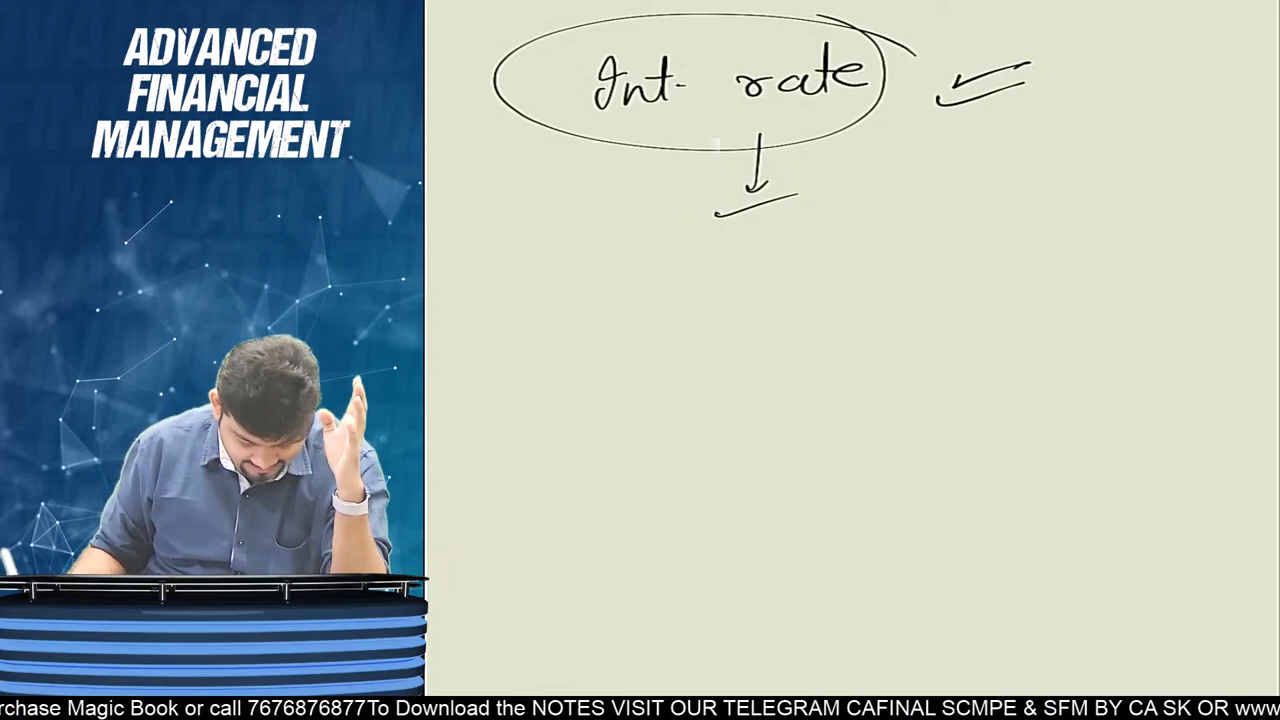 ADVANCED
FINANCIAL
MANAGEMENT
Int. rate
rchase Magic Book or call 7676876877To Download the NOTES VISIT OUR TELEGRAM CAFINAL SCMPE & SFM BY CA SK OR www